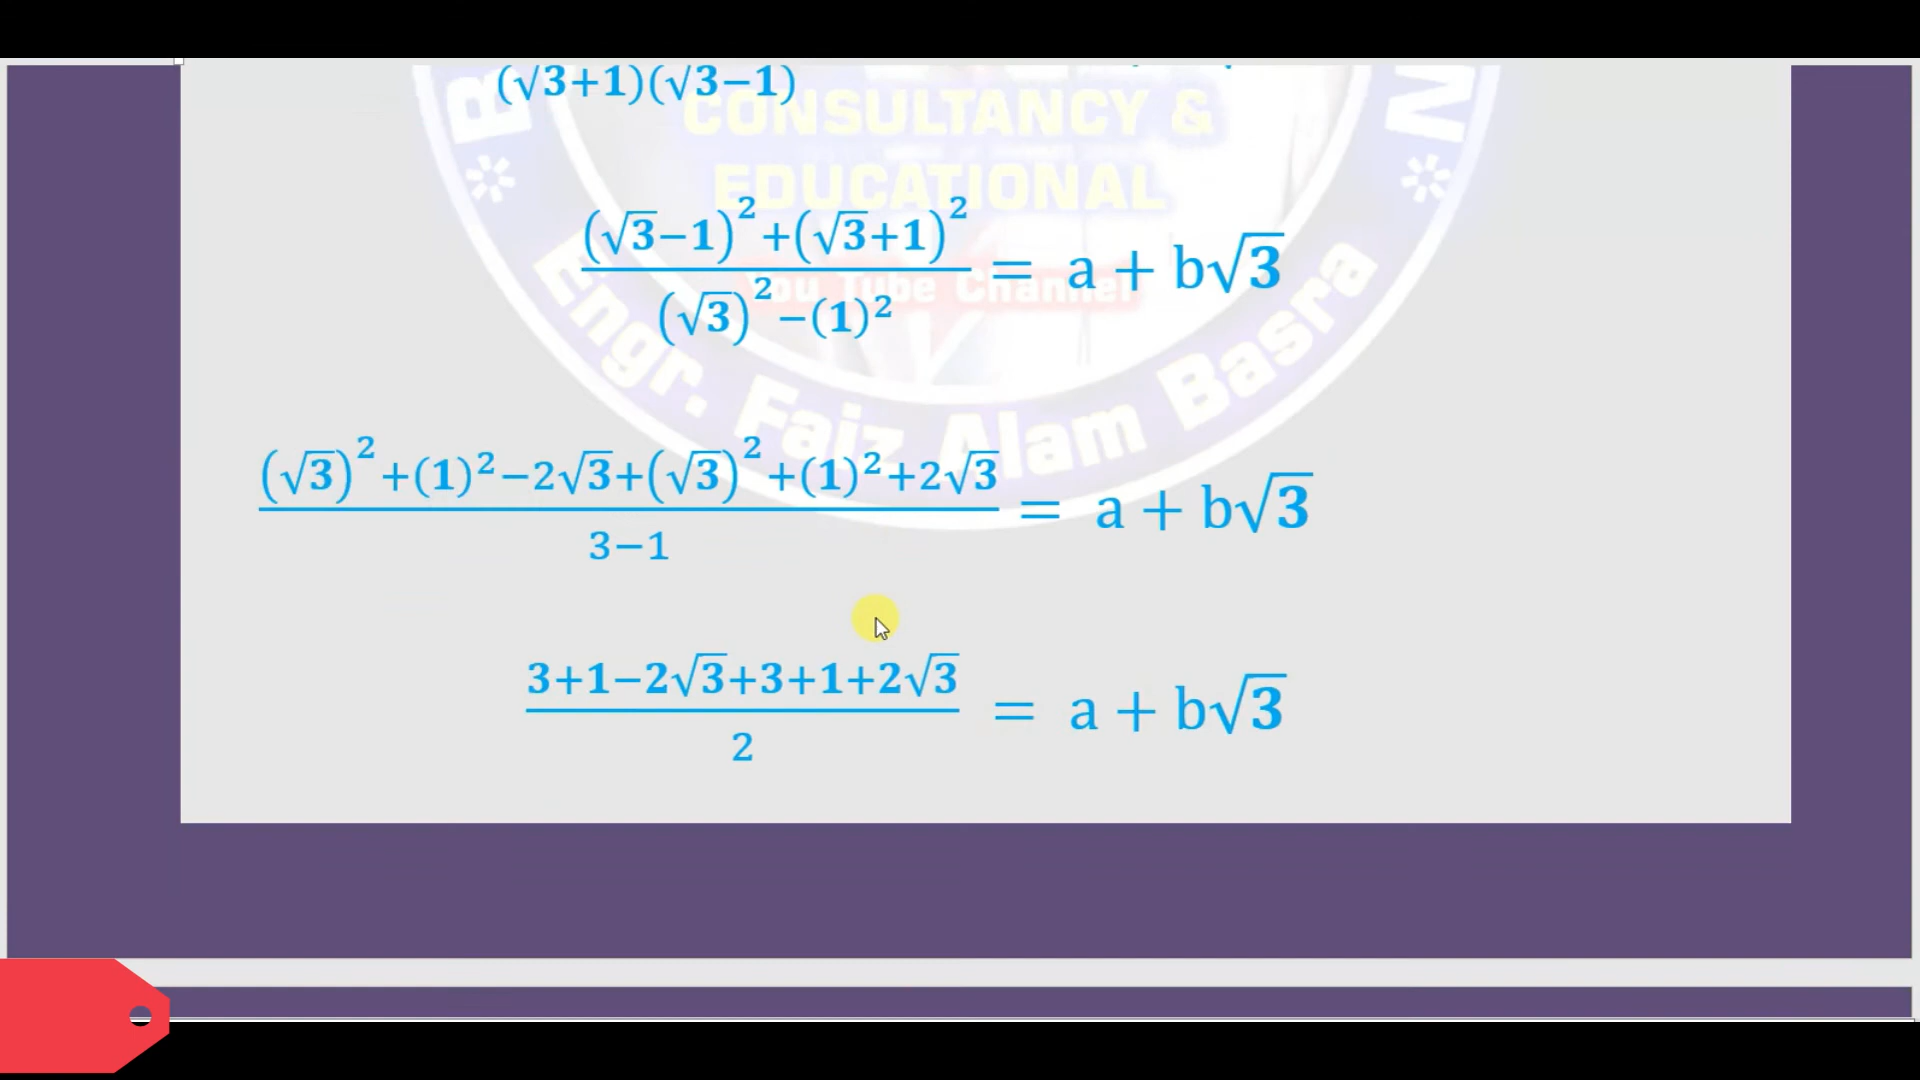 (√3+1)(√3−1)
CONSULTANCY &
EDUCATIONAL
(√3−1)²+(√3+1)² / (√3)²−(1)² = a + b√3
You Tube Channel
Engr. Faiz Alam Basra
(√3)²+(1)²−2√3+(√3)²+(1)²+2√3 / 3−1 = a + b√3
3+1−2√3+3+1+2√3 / 2 = a + b√3